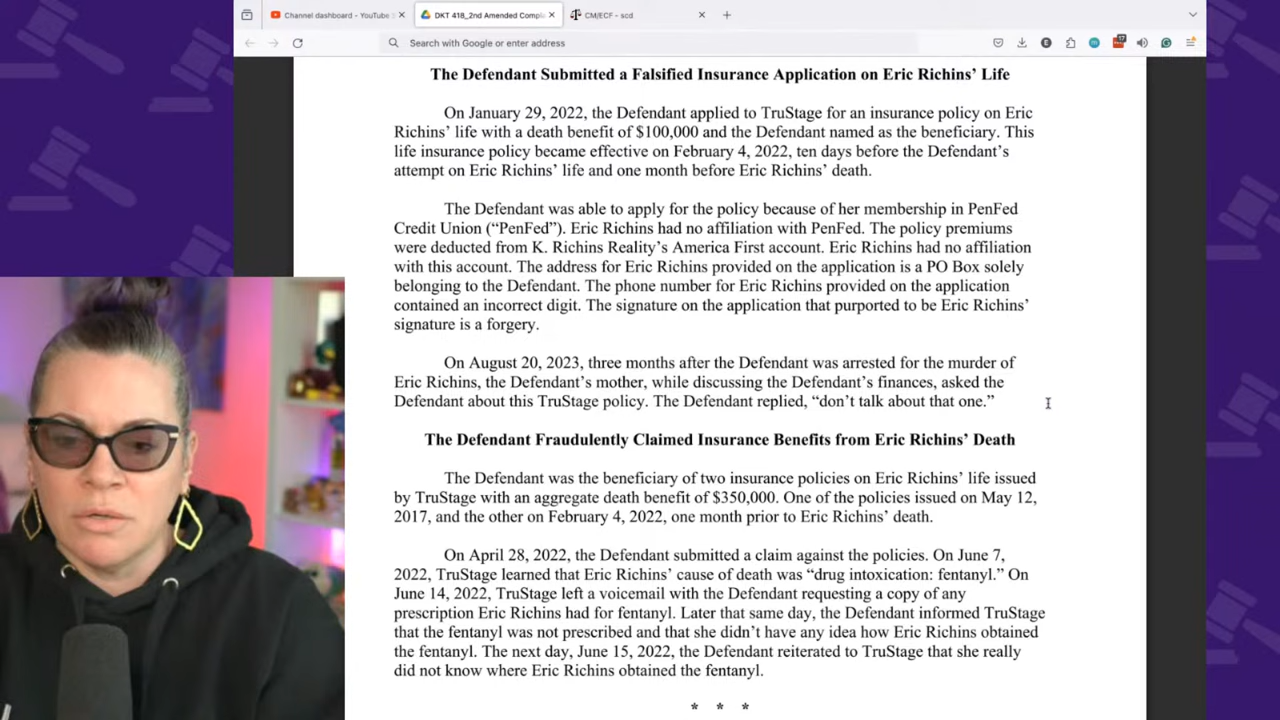 Channel dashboard - YouTube
DKT 418_2nd Amended Compl
CM/ECF - scd
Search with Google or enter address
17
The Defendant Submitted a Falsified Insurance Application on Eric Richins' Life
On January 29, 2022, the Defendant applied to TruStage for an insurance policy on Eric
Richins' life with a death benefit of $100,000 and the Defendant named as the beneficiary. This
life insurance policy became effective on February 4, 2022, ten days before the Defendant's
attempt on Eric Richins' life and one month before Eric Richins' death.
The Defendant was able to apply for the policy because of her membership in PenFed
Credit Union ("PenFed"). Eric Richins had no affiliation with PenFed. The policy premiums
were deducted from K. Richins Reality's America First account. Eric Richins had no affiliation
with this account. The address for Eric Richins provided on the application is a PO Box solely
belonging to the Defendant. The phone number for Eric Richins provided on the application
contained an incorrect digit. The signature on the application that purported to be Eric Richins'
signature is a forgery.
On August 20, 2023, three months after the Defendant was arrested for the murder of
Eric Richins, the Defendant's mother, while discussing the Defendant's finances, asked the
Defendant about this TruStage policy. The Defendant replied, "don't talk about that one."
The Defendant Fraudulently Claimed Insurance Benefits from Eric Richins' Death
The Defendant was the beneficiary of two insurance policies on Eric Richins' life issued
by TruStage with an aggregate death benefit of $350,000. One of the policies issued on May 12,
2017, and the other on February 4, 2022, one month prior to Eric Richins' death.
On April 28, 2022, the Defendant submitted a claim against the policies. On June 7,
2022, TruStage learned that Eric Richins' cause of death was "drug intoxication: fentanyl." On
June 14, 2022, TruStage left a voicemail with the Defendant requesting a copy of any
prescription Eric Richins had for fentanyl. Later that same day, the Defendant informed TruStage
that the fentanyl was not prescribed and that she didn't have any idea how Eric Richins obtained
the fentanyl. The next day, June 15, 2022, the Defendant reiterated to TruStage that she really
did not know where Eric Richins obtained the fentanyl.
* * *